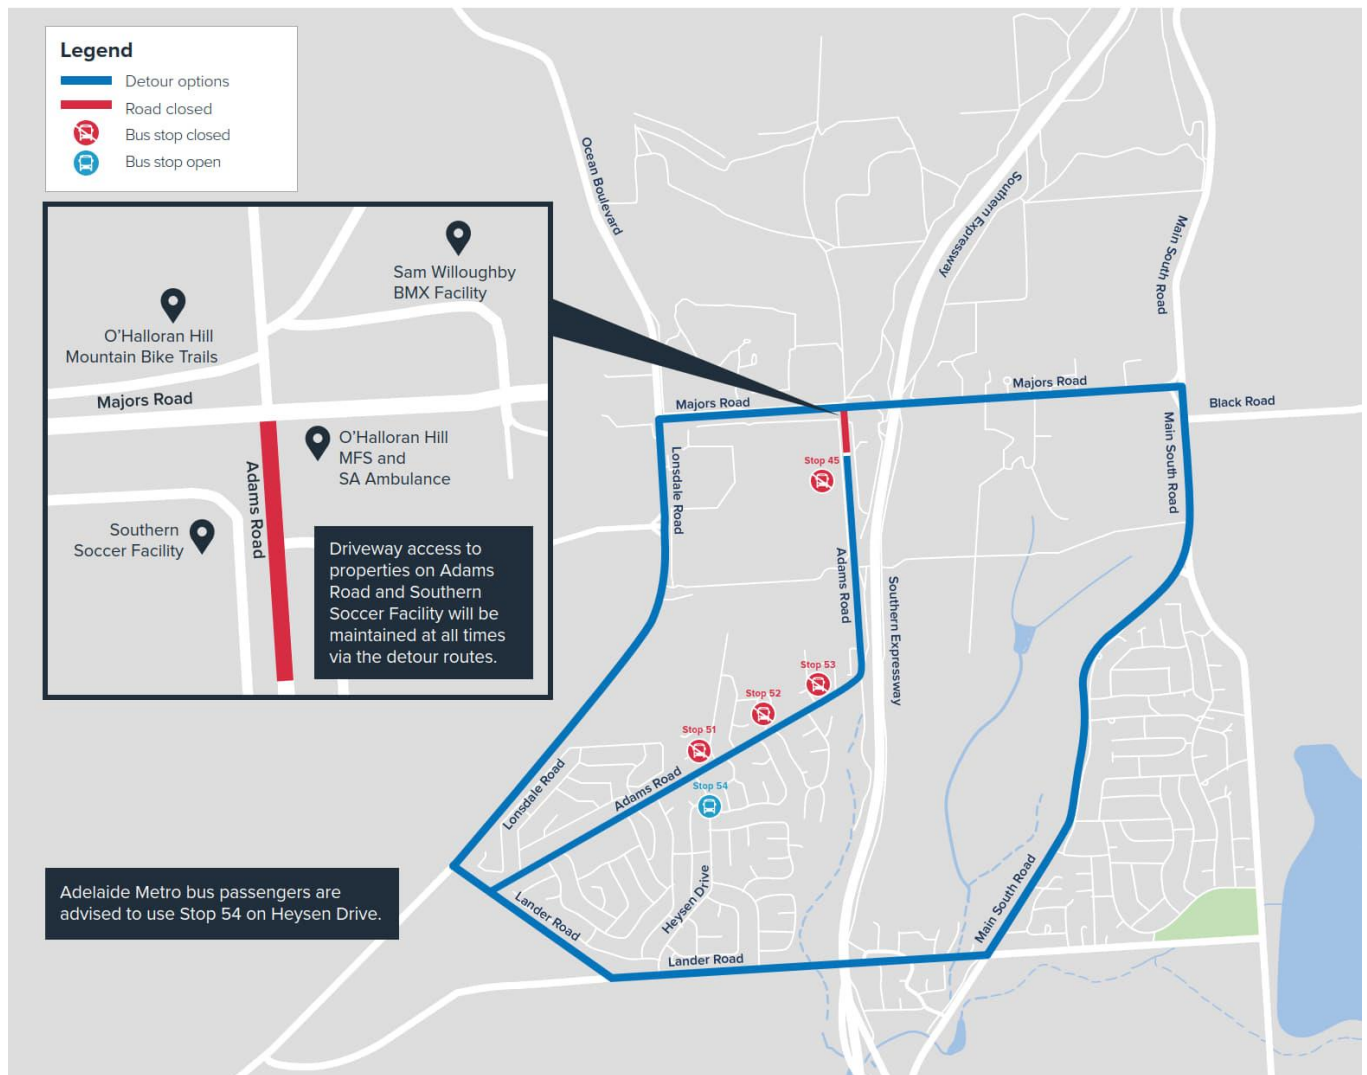 Legend
Detour options
Road closed
Bus stop closed
Bus stop open
Sam Willoughby
BMX Facility
O'Halloran Hill
Mountain Bike Trails
Majors Road
O'Halloran Hill
MFS and
SA Ambulance
Adams Road
Southern
Soccer Facility
Driveway access to
properties on Adams
Road and Southern
Soccer Facility will be
maintained at all times
via the detour routes.
Ocean Boulevard
Southern Expressway
Main South Road
Majors Road
Majors Road
Black Road
Lonsdale Road
Stop 45
Main South Road
Adams Road
Southern Expressway
Stop 53
Stop 52
Stop 51
Adams Road
Stop 54
Lonsdale Road
Adelaide Metro bus passengers are
advised to use Stop 54 on Heysen Drive.
Lander Road
Heysen Drive
Main South Road
Lander Road